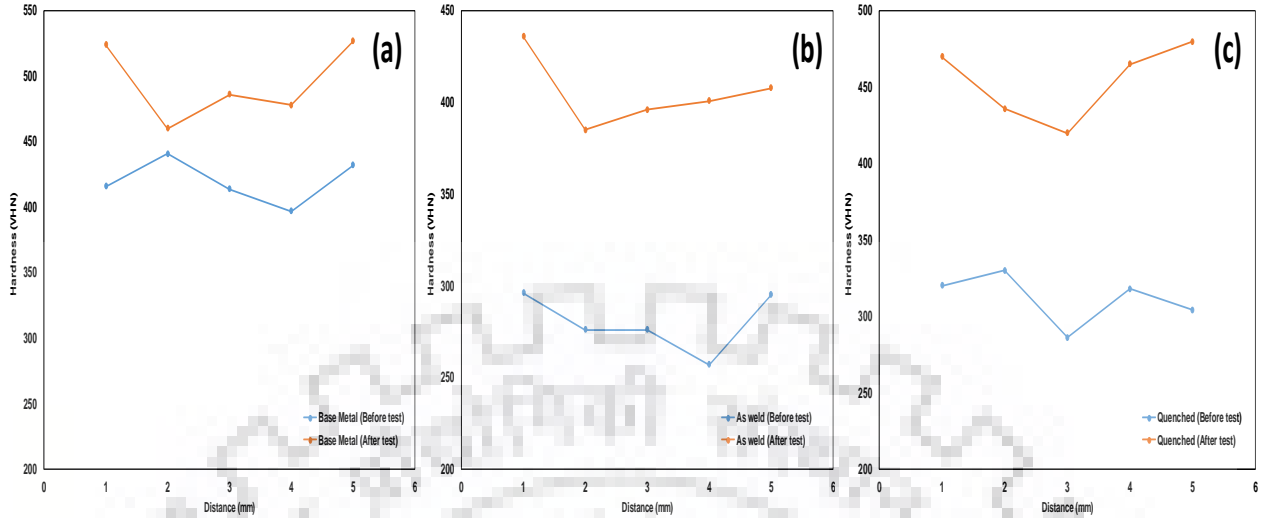 (a)
550
500
450
400
350
300
250
200
Hardness (VHN)
Base Metal (Before test)
Base Metal (After test)
0 1 2 3 4 5 6
Distance (mm)
(b)
450
400
350
300
250
200
Hardness (VHN)
As weld (Before test)
As weld (After test)
0 1 2 3 4 5 6
Distance (mm)
(c)
500
450
400
350
300
250
200
Hardness (VHN)
Quenched (Before test)
Quenched (After test)
0 1 2 3 4 5 6
Distance (mm)